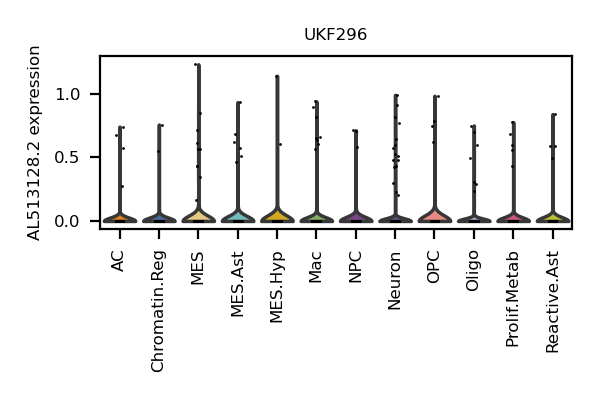 UKF296
AL513128.2 expression
1.0
0.5
0.0
AC
Chromatin.Reg
MES
MES.Ast
MES.Hyp
Mac
NPC
Neuron
OPC
Oligo
Prolif.Metab
Reactive.Ast